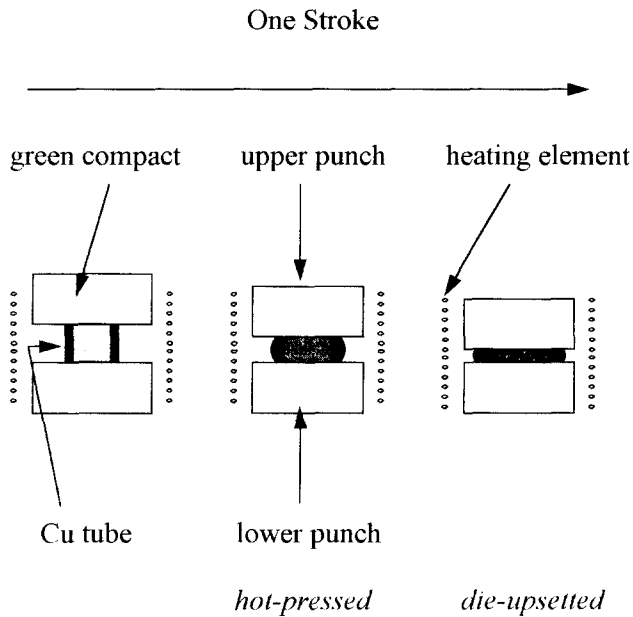 One Stroke
green compact
upper punch
heating element
Cu tube
lower punch
hot-pressed
die-upsetted